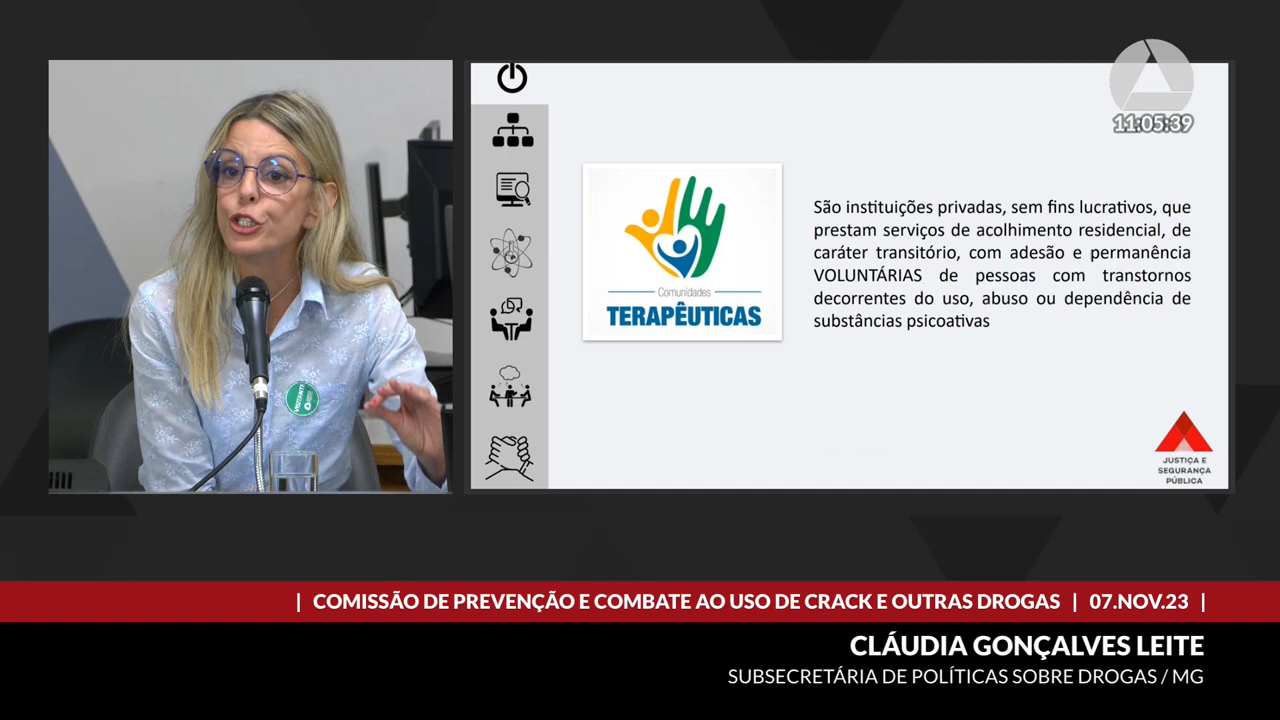 11:05:39
Comunidades
TERAPÊUTICAS
São instituições privadas, sem fins lucrativos, que
prestam serviços de acolhimento residencial, de
caráter transitório, com adesão e permanência
VOLUNTÁRIAS de pessoas com transtornos
decorrentes do uso, abuso ou dependência de
substâncias psicoativas
VISITANTE
JUSTIÇA E
SEGURANÇA
PÚBLICA
| COMISSÃO DE PREVENÇÃO E COMBATE AO USO DE CRACK E OUTRAS DROGAS | 07.NOV.23 |
CLÁUDIA GONÇALVES LEITE
SUBSECRETÁRIA DE POLÍTICAS SOBRE DROGAS / MG